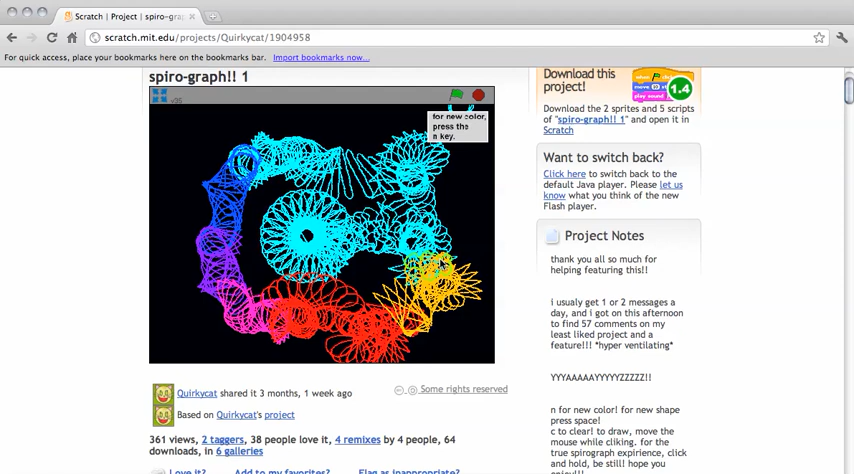 Scratch | Project | spiro-grap
scratch.mit.edu/projects/Quirkycat/1904958
For quick access, place your bookmarks here on the bookmarks bar. Import bookmarks now...
spiro-graph!! 1
v35
for new color,
press the
n key.
Quirkycat shared it 3 months, 1 week ago
Some rights reserved
Based on Quirkycat's project
361 views, 2 taggers, 38 people love it, 4 remixes by 4 people, 64
downloads, in 6 galleries
Love it?
Add to my favorites?
Flag as inappropriate?
Download this
project!
1.4
Download the 2 sprites and 5 scripts
of "spiro-graph!! 1" and open it in
Scratch
Want to switch back?
Click here to switch back to the
default Java player. Please let us
know what you think of the new
Flash player.
Project Notes
thank you all so much for
helping featuring this!!
i usualy get 1 or 2 messages a
day, and i got on this afternoon
to find 57 comments on my
least liked project and a
feature!!! *hyper ventilating*
YYYAAAAAYYYYYZZZZZ!!
n for new color! for new shape
press space!
c to clear! to draw, move the
mouse while cliking. for the
true spirograph expirience, click
and hold, be still! hope you